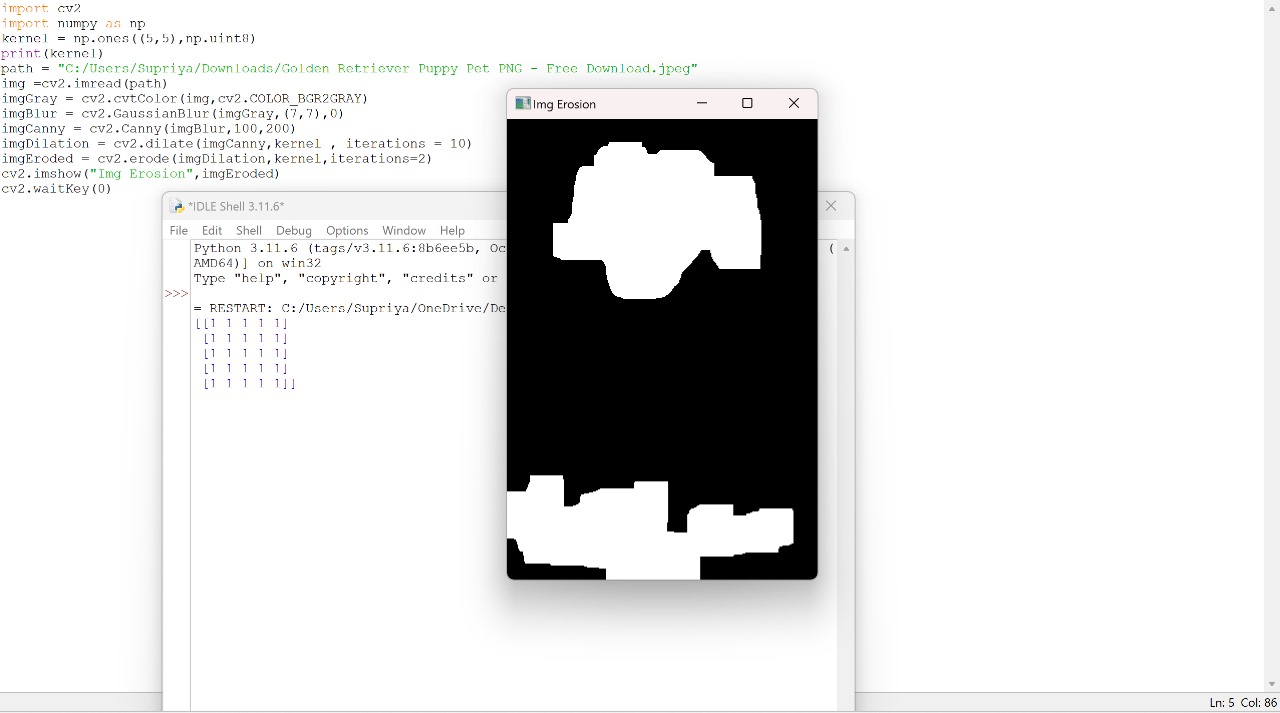 import cv2
import numpy as np
kernel = np.ones((5,5),np.uint8)
print(kernel)
path = "C:/Users/Supriya/Downloads/Golden Retriever Puppy Pet PNG - Free Download.jpeg"
img =cv2.imread(path)
imgGray = cv2.cvtColor(img,cv2.COLOR_BGR2GRAY)
imgBlur = cv2.GaussianBlur(imgGray,(7,7),0)
imgCanny = cv2.Canny(imgBlur,100,200)
imgDilation = cv2.dilate(imgCanny,kernel , iterations = 10)
imgEroded = cv2.erode(imgDilation,kernel,iterations=2)
cv2.imshow("Img Erosion",imgEroded)
cv2.waitKey(0)
Img Erosion
*IDLE Shell 3.11.6*
File Edit Shell Debug Options Window Help
Python 3.11.6 (tags/v3.11.6:8b6ee5b, Oc (
AMD64)] on win32
Type "help", "copyright", "credits" or
>>>
= RESTART: C:/Users/Supriya/OneDrive/De
[[1 1 1 1 1]
[1 1 1 1 1]
[1 1 1 1 1]
[1 1 1 1 1]
[1 1 1 1 1]]
Ln: 5 Col: 86